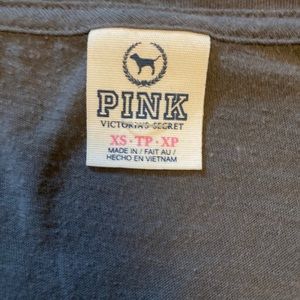 PINK
VICTORIA'S SECRET
XS · TP · XP
MADE IN / FAIT AU /
HECHO EN VIETNAM